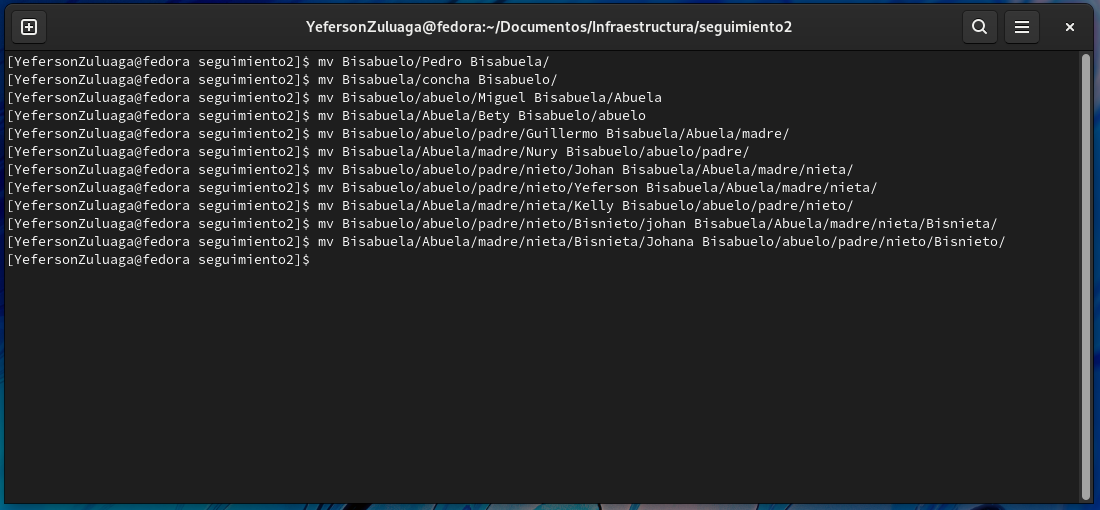 YefersonZuluaga@fedora:~/Documentos/Infraestructura/seguimiento2
[YefersonZuluaga@fedora seguimiento2]$ mv Bisabuelo/Pedro Bisabuela/
[YefersonZuluaga@fedora seguimiento2]$ mv Bisabuela/concha Bisabuelo/
[YefersonZuluaga@fedora seguimiento2]$ mv Bisabuelo/abuelo/Miguel Bisabuela/Abuela
[YefersonZuluaga@fedora seguimiento2]$ mv Bisabuela/Abuela/Bety Bisabuelo/abuelo
[YefersonZuluaga@fedora seguimiento2]$ mv Bisabuelo/abuelo/padre/Guillermo Bisabuela/Abuela/madre/
[YefersonZuluaga@fedora seguimiento2]$ mv Bisabuela/Abuela/madre/Nury Bisabuelo/abuelo/padre/
[YefersonZuluaga@fedora seguimiento2]$ mv Bisabuelo/abuelo/padre/nieto/Johan Bisabuela/Abuela/madre/nieta/
[YefersonZuluaga@fedora seguimiento2]$ mv Bisabuelo/abuelo/padre/nieto/Yeferson Bisabuela/Abuela/madre/nieta/
[YefersonZuluaga@fedora seguimiento2]$ mv Bisabuela/Abuela/madre/nieta/Kelly Bisabuelo/abuelo/padre/nieto/
[YefersonZuluaga@fedora seguimiento2]$ mv Bisabuelo/abuelo/padre/nieto/Bisnieto/johan Bisabuela/Abuela/madre/nieta/Bisnieta/
[YefersonZuluaga@fedora seguimiento2]$ mv Bisabuela/Abuela/madre/nieta/Bisnieta/Johana Bisabuelo/abuelo/padre/nieto/Bisnieto/
[YefersonZuluaga@fedora seguimiento2]$